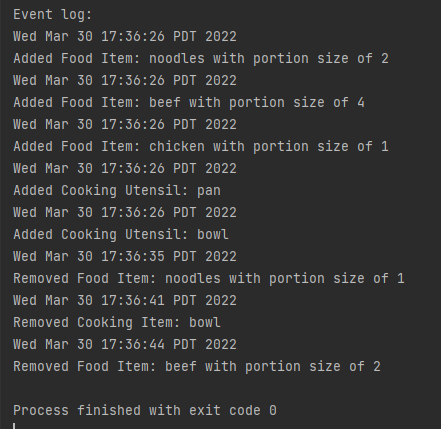 Event log:
Wed Mar 30 17:36:26 PDT 2022
Added Food Item: noodles with portion size of 2
Wed Mar 30 17:36:26 PDT 2022
Added Food Item: beef with portion size of 4
Wed Mar 30 17:36:26 PDT 2022
Added Food Item: chicken with portion size of 1
Wed Mar 30 17:36:26 PDT 2022
Added Cooking Utensil: pan
Wed Mar 30 17:36:26 PDT 2022
Added Cooking Utensil: bowl
Wed Mar 30 17:36:35 PDT 2022
Removed Food Item: noodles with portion size of 1
Wed Mar 30 17:36:41 PDT 2022
Removed Cooking Item: bowl
Wed Mar 30 17:36:44 PDT 2022
Removed Food Item: beef with portion size of 2
Process finished with exit code 0